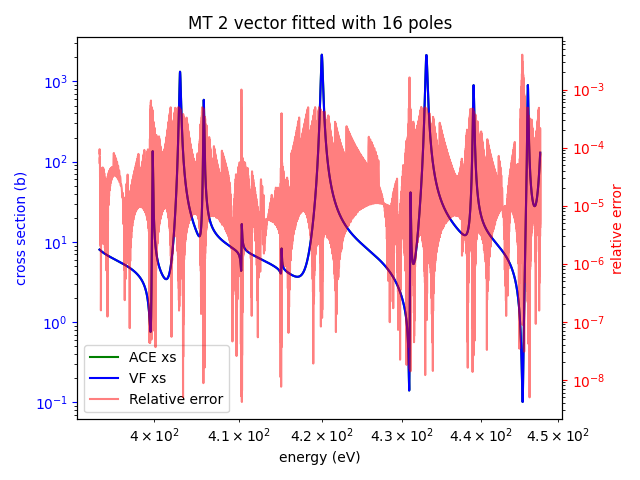 MT 2 vector fitted with 16 poles
cross section (b)
10³
10²
10¹
10⁰
10⁻¹
10⁻³
10⁻⁴
10⁻⁵
10⁻⁶
10⁻⁷
10⁻⁸
relative error
ACE xs
VF xs
Relative error
4 × 10² 4.1 × 10² 4.2 × 10² 4.3 × 10² 4.4 × 10² 4.5 × 10²
energy (eV)